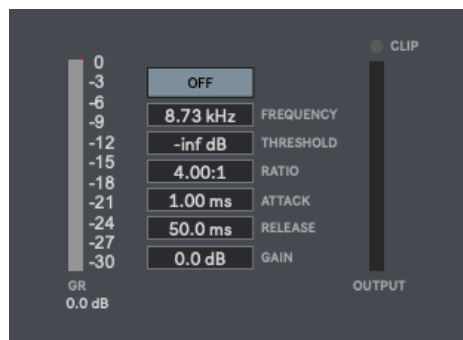 CLIP
0
-3
-6
-9
-12
-15
-18
-21
-24
-27
-30
GR
0.0 dB
OFF
8.73 kHz FREQUENCY
-inf dB THRESHOLD
4.00:1 RATIO
1.00 ms ATTACK
50.0 ms RELEASE
0.0 dB GAIN
OUTPUT